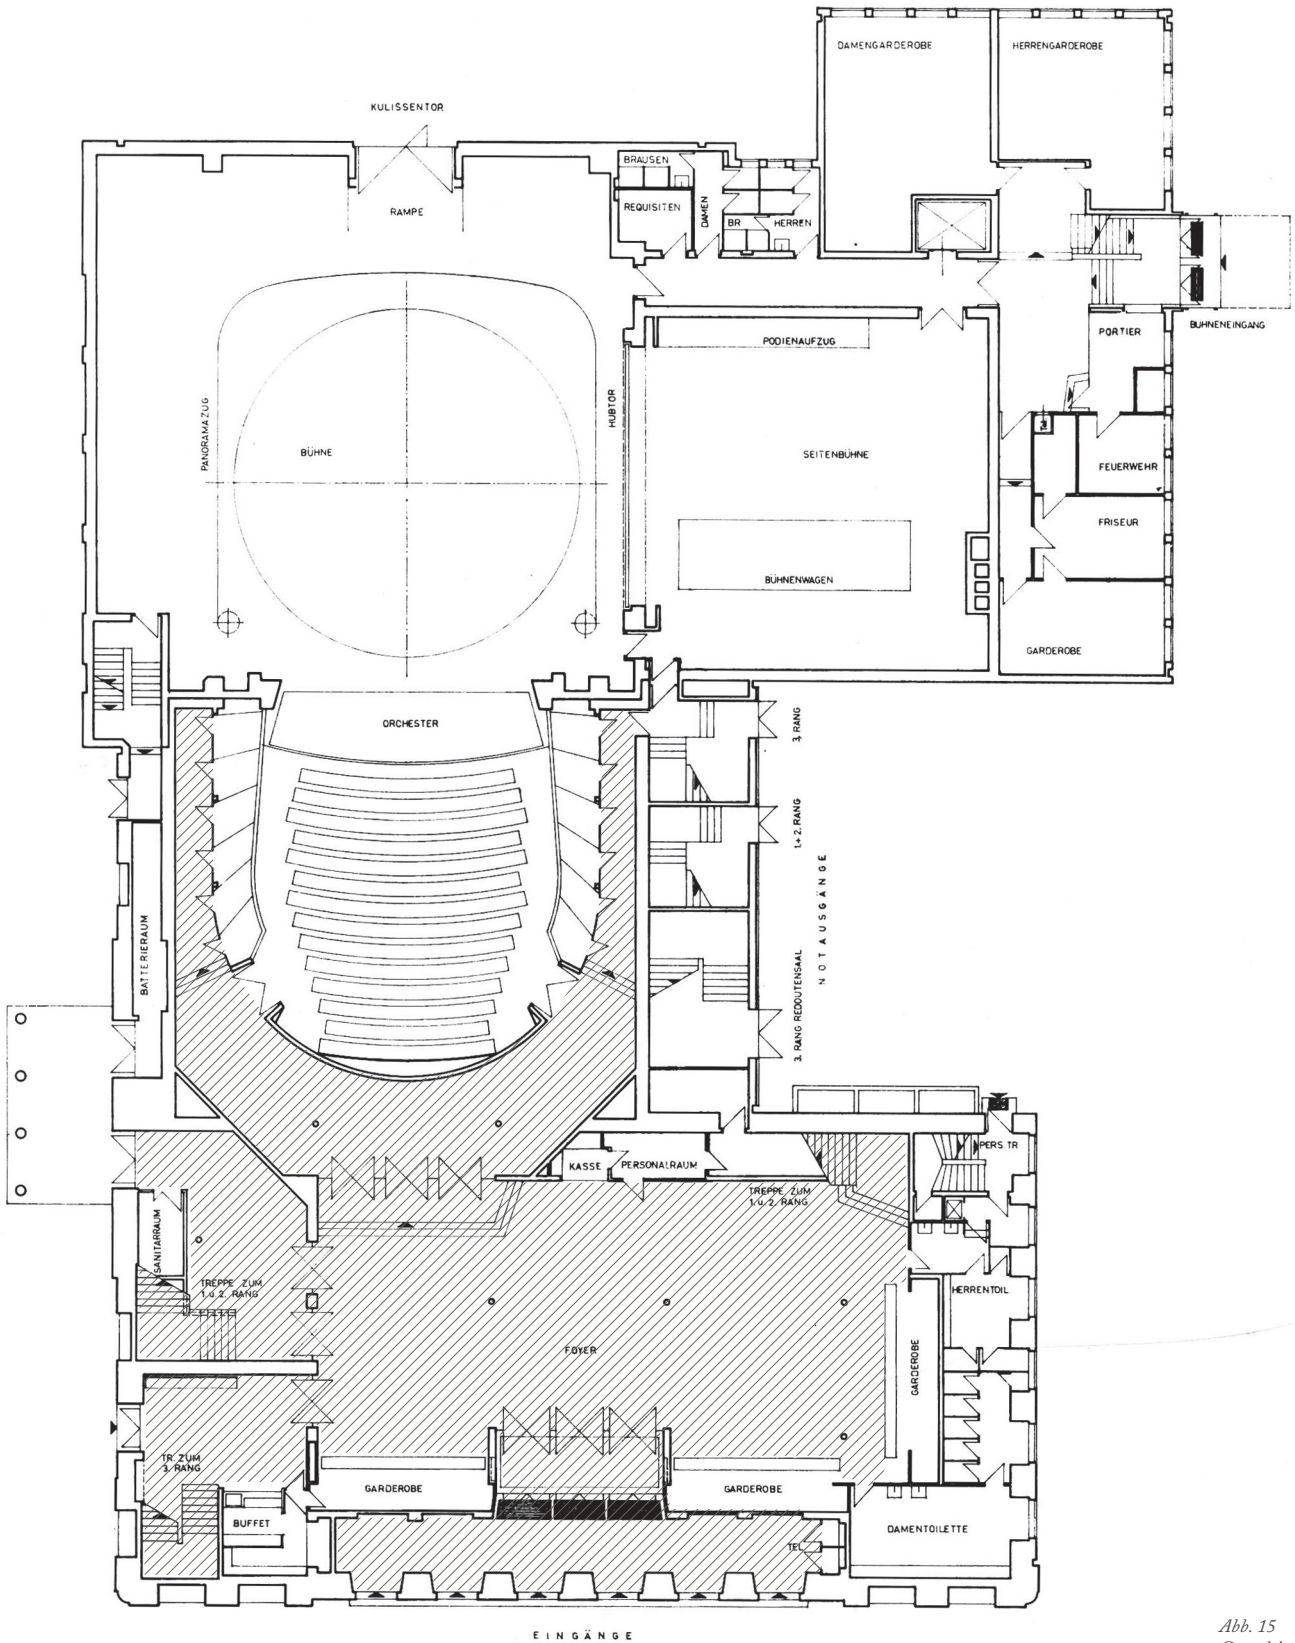 DAMENGARDEROBE
HERRENGARDEROBE
KULISSENTOR
BRAUSEN
RAMPE
REQUISITEN
DAMEN
BR
HERREN
BUHNENEINGANG
PORTIER
PODIENAUFZUG
HUBTOR
PANORAMAZUG
BÜHNE
SEITENBÜHNE
Tel.
FEUERWEHR
FRISEUR
BÜHNENWAGEN
GARDEROBE
ORCHESTER
3. RANG
1.+ 2. RANG
NOTAUSGÄNGE
BATTERIERAUM
3. RANG REDOUTENSAAL
PERS TR
KASSE
PERSONALRAUM
TREPPE ZUM
1. u. 2. RANG
SANITÄRRAUM
TREPPE ZUM
1. u. 2. RANG
HERRENTOIL
FOYER
GARDEROBE
TR. ZUM
3. RANG
GARDEROBE
GARDEROBE
BUFFET
DAMENTOILETTE
TEL
EINGÄNGE
Abb. 15